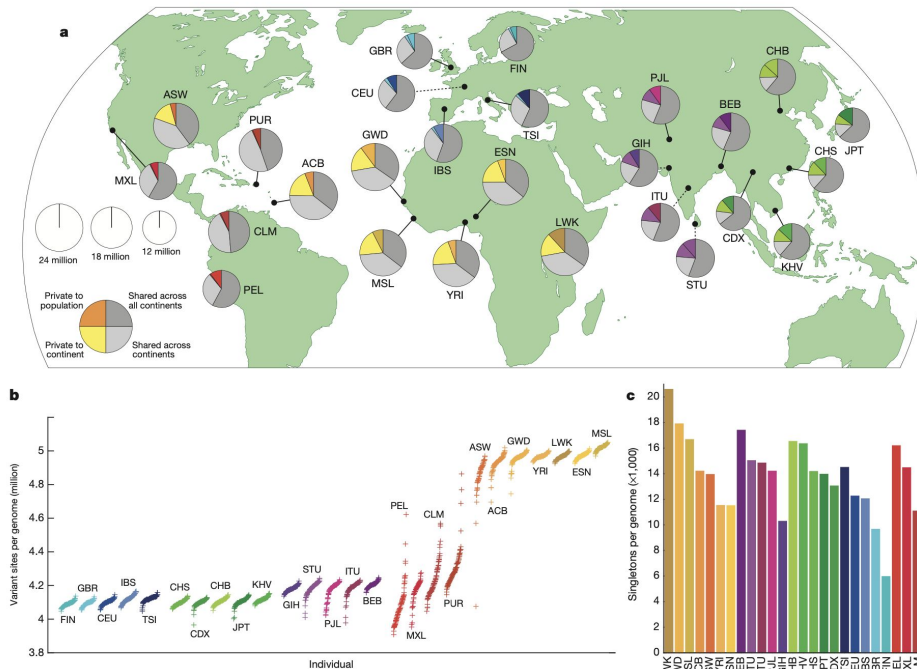 a
GBR
FIN
CHB
CEU
PJL
ASW
BEB
PUR
TSI
JPT
GWD
ESN
GIH
CHS
IBS
ACB
MXL
ITU
LWK
CDX
24 million
18 million
12 million
CLM
KHV
MSL
YRI
STU
PEL
Private to population
Shared across all continents
Private to continent
Shared across continents
b
Variant sites per genome (million)
5
4.8
4.6
4.4
4.2
4
3.8
FIN
GBR
CEU
IBS
TSI
CHS
CDX
CHB
JPT
KHV
GIH
STU
PJL
ITU
BEB
PEL
MXL
CLM
PUR
ASW
ACB
GWD
YRI
LWK
ESN
MSL
Individual
c
Singletons per genome (×1,000)
20
18
16
14
12
10
8
6
4
2
0